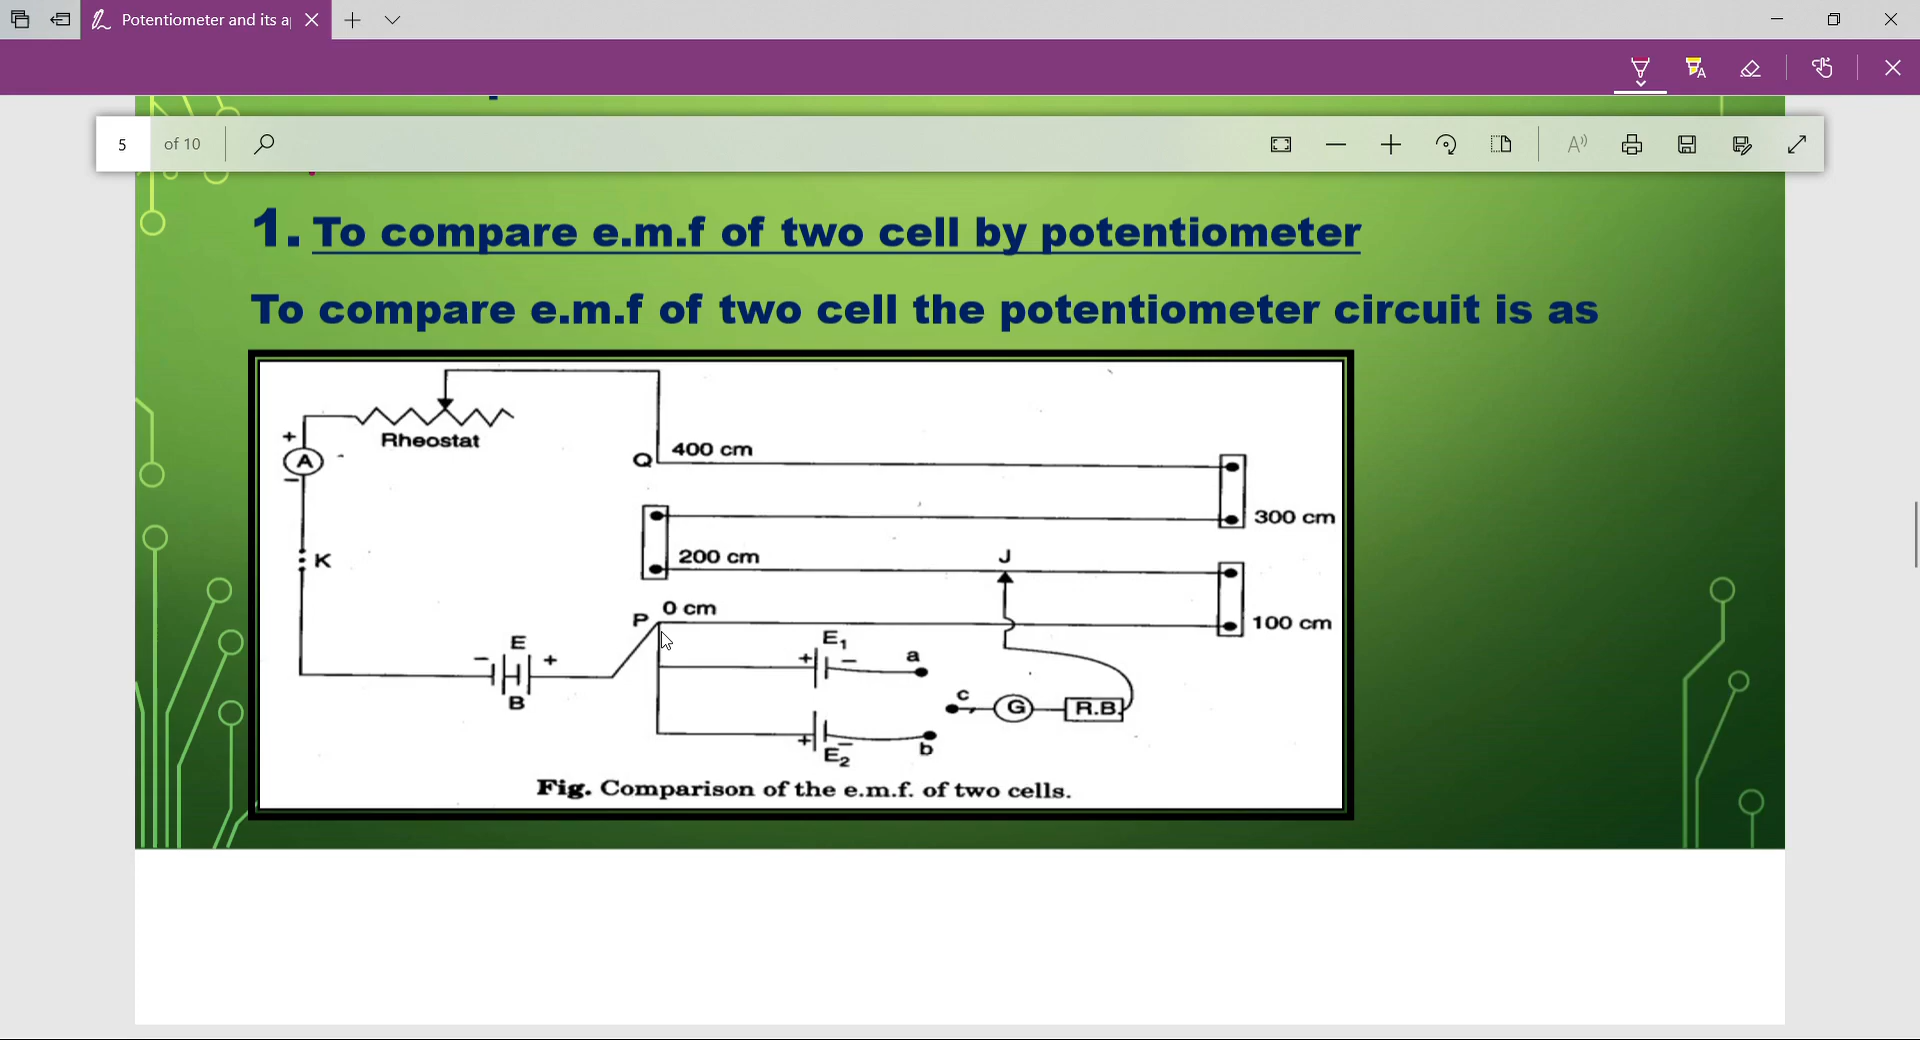 Potentiometer and its a
5 of 10
1. To compare e.m.f of two cell by potentiometer
To compare e.m.f of two cell the potentiometer circuit is as
Rheostat
+
A
−
K
Q
400 cm
300 cm
200 cm
J
P
0 cm
100 cm
− E +
B
+ E1 −
a
c
G
R.B.
+ E2 −
b
Fig. Comparison of the e.m.f. of two cells.